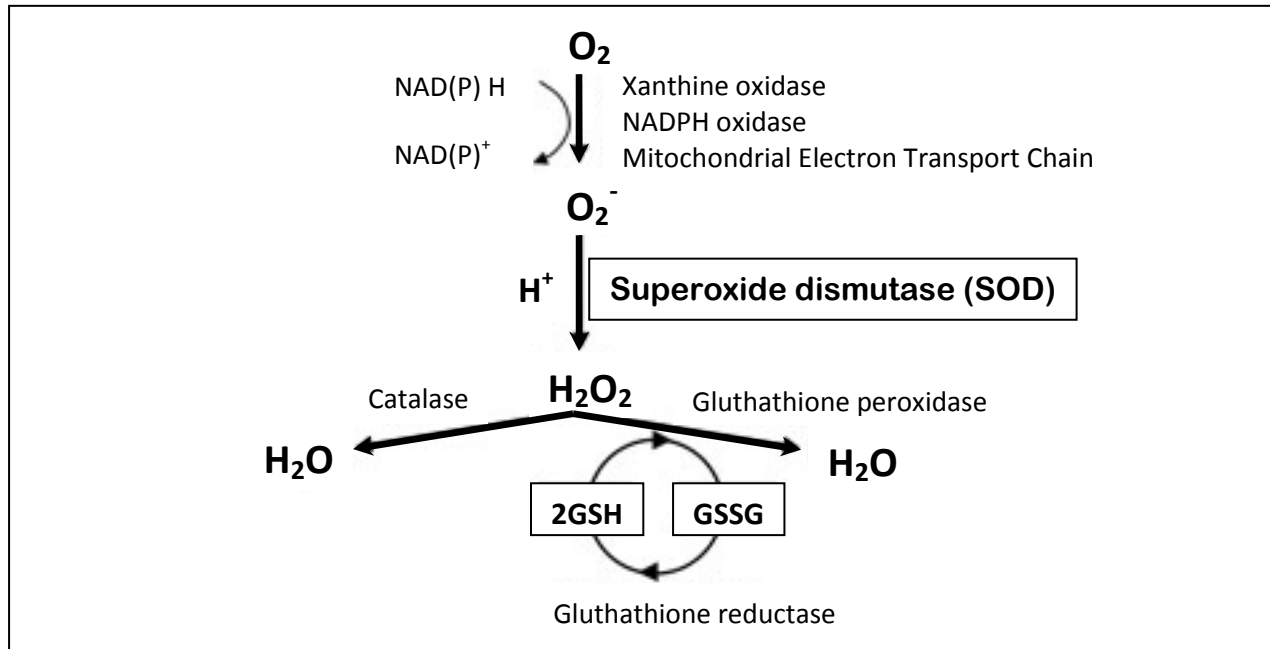 O₂
NAD(P) H
Xanthine oxidase
NADPH oxidase
NAD(P)⁺
Mitochondrial Electron Transport Chain
O₂⁻
H⁺
Superoxide dismutase (SOD)
H₂O₂
Catalase
Gluthathione peroxidase
H₂O
H₂O
2GSH
GSSG
Gluthathione reductase